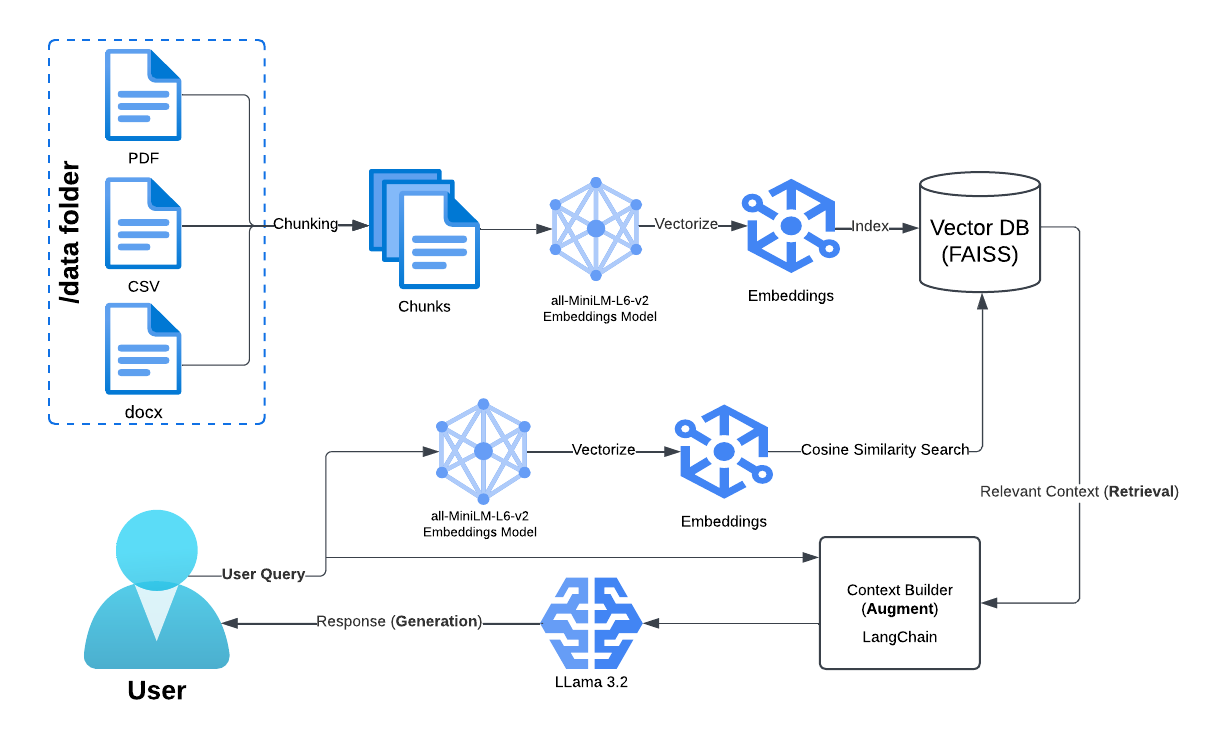 /data folder
PDF
CSV
docx
Chunking
Chunks
all-MiniLM-L6-v2
Embeddings Model
Vectorize
Embeddings
Index
Vector DB
(FAISS)
all-MiniLM-L6-v2
Embeddings Model
Vectorize
Embeddings
Cosine Similarity Search
Relevant Context (Retrieval)
User Query
Context Builder
(Augment)
LangChain
Response (Generation)
LLama 3.2
User